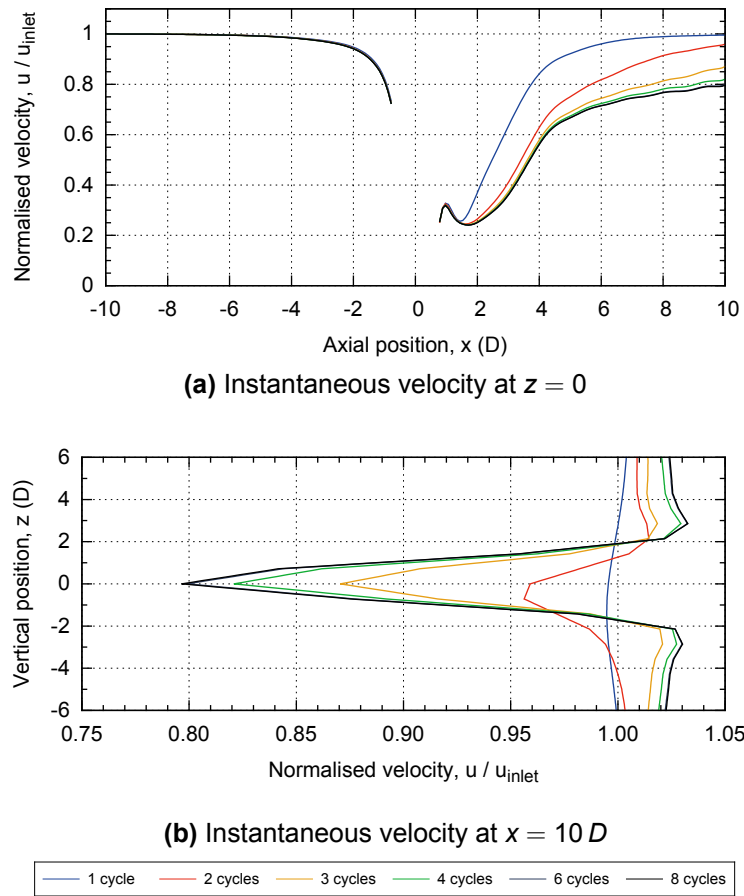 Normalised velocity, u / u_inlet
1
0.8
0.6
0.4
0.2
0
-10 -8 -6 -4 -2 0 2 4 6 8 10
Axial position, x (D)
(a) Instantaneous velocity at z = 0
Vertical position, z (D)
6
4
2
0
-2
-4
-6
0.75 0.80 0.85 0.90 0.95 1.00 1.05
Normalised velocity, u / u_inlet
(b) Instantaneous velocity at x = 10 D
1 cycle 2 cycles 3 cycles 4 cycles 6 cycles 8 cycles